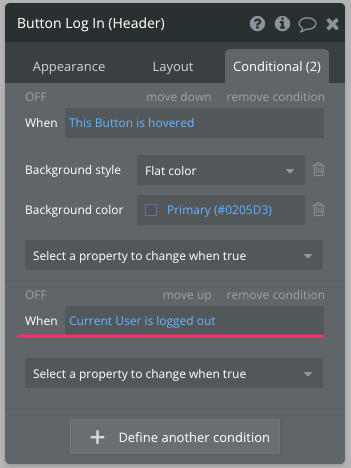 Button Log In (Header)
Appearance Layout Conditional (2)
OFF move down remove condition
When This Button is hovered
Background style Flat color
Background color Primary (#0205D3)
Select a property to change when true
OFF move up remove condition
When Current User is logged out
Select a property to change when true
+ Define another condition